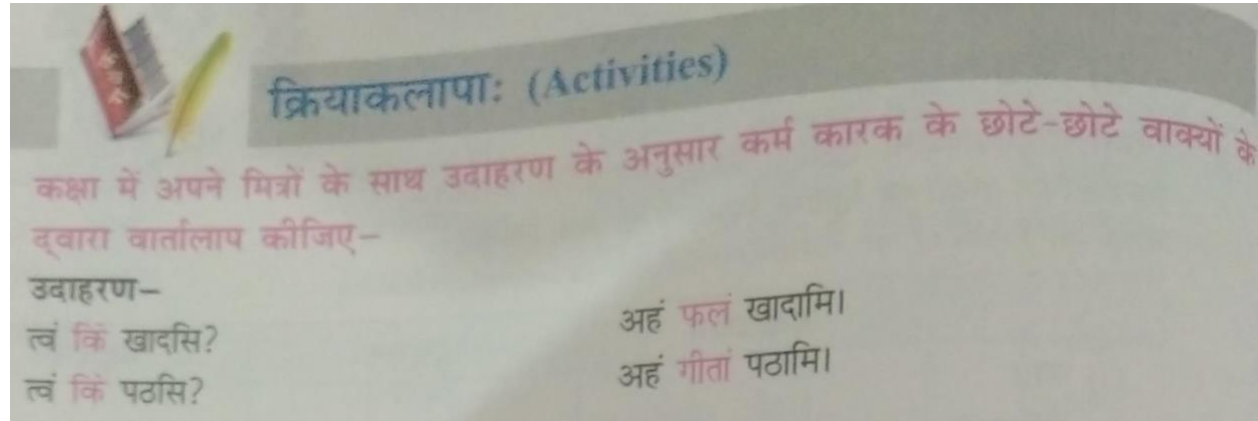 क्रियाकलापाः (Activities)
कक्षा में अपने मित्रों के साथ उदाहरण के अनुसार कर्म कारक के छोटे-छोटे वाक्यों के
द्वारा वार्तालाप कीजिए–
उदाहरण–
त्वं किं खादसि? अहं फलं खादामि।
त्वं किं पठसि? अहं गीतां पठामि।